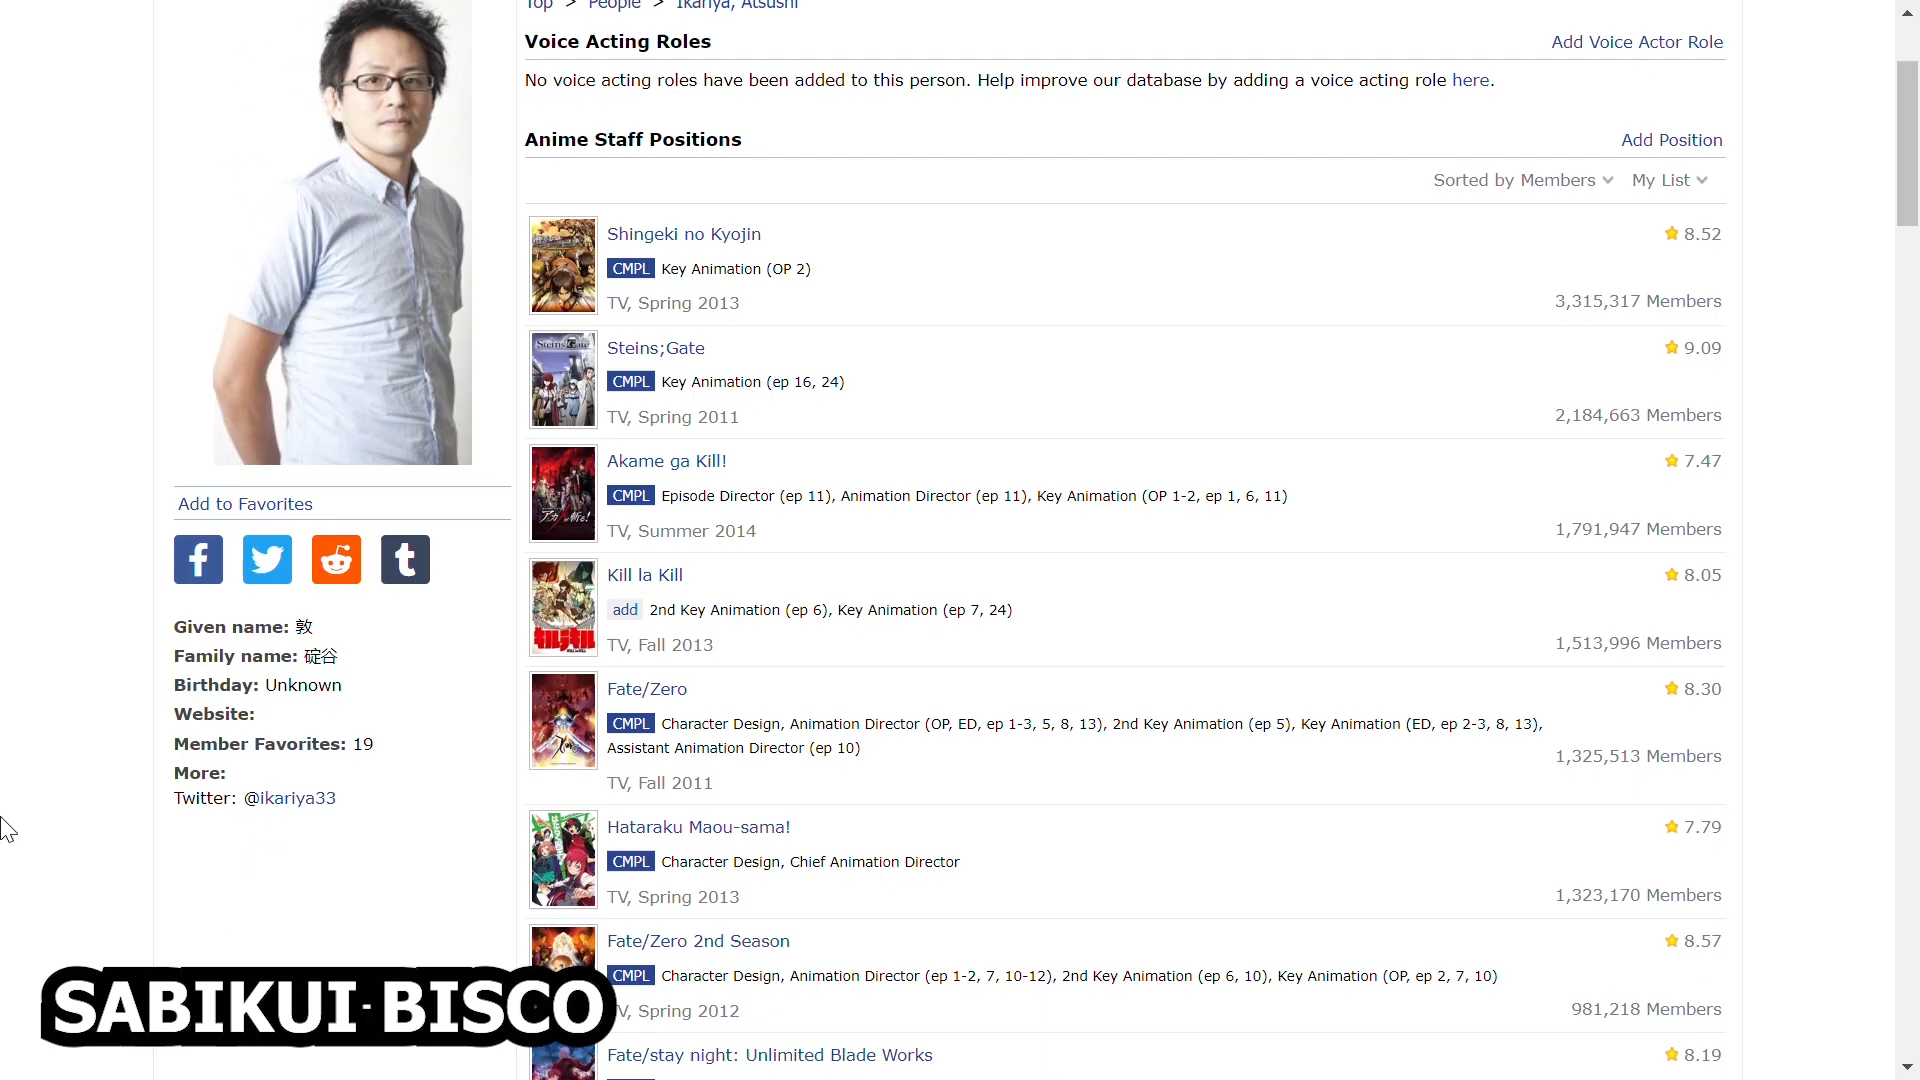 Top > People > Ikariya, Atsushi
Voice Acting Roles
Add Voice Actor Role
No voice acting roles have been added to this person. Help improve our database by adding a voice acting role here.
Anime Staff Positions
Add Position
Sorted by Members
My List
Shingeki no Kyojin
8.52
CMPL Key Animation (OP 2)
TV, Spring 2013
3,315,317 Members
Steins;Gate
9.09
CMPL Key Animation (ep 16, 24)
TV, Spring 2011
2,184,663 Members
Akame ga Kill!
7.47
CMPL Episode Director (ep 11), Animation Director (ep 11), Key Animation (OP 1-2, ep 1, 6, 11)
TV, Summer 2014
1,791,947 Members
Kill la Kill
8.05
add 2nd Key Animation (ep 6), Key Animation (ep 7, 24)
TV, Fall 2013
1,513,996 Members
Fate/Zero
8.30
CMPL Character Design, Animation Director (OP, ED, ep 1-3, 5, 8, 13), 2nd Key Animation (ep 5), Key Animation (ED, ep 2-3, 8, 13),
Assistant Animation Director (ep 10)
TV, Fall 2011
1,325,513 Members
Hataraku Maou-sama!
7.79
CMPL Character Design, Chief Animation Director
TV, Spring 2013
1,323,170 Members
Fate/Zero 2nd Season
8.57
CMPL Character Design, Animation Director (ep 1-2, 7, 10-12), 2nd Key Animation (ep 6, 10), Key Animation (OP, ep 2, 7, 10)
TV, Spring 2012
981,218 Members
Fate/stay night: Unlimited Blade Works
8.19
Add to Favorites
Given name: 敦
Family name: 碇谷
Birthday: Unknown
Website:
Member Favorites: 19
More:
Twitter: @ikariya33
SABIKUI BISCO